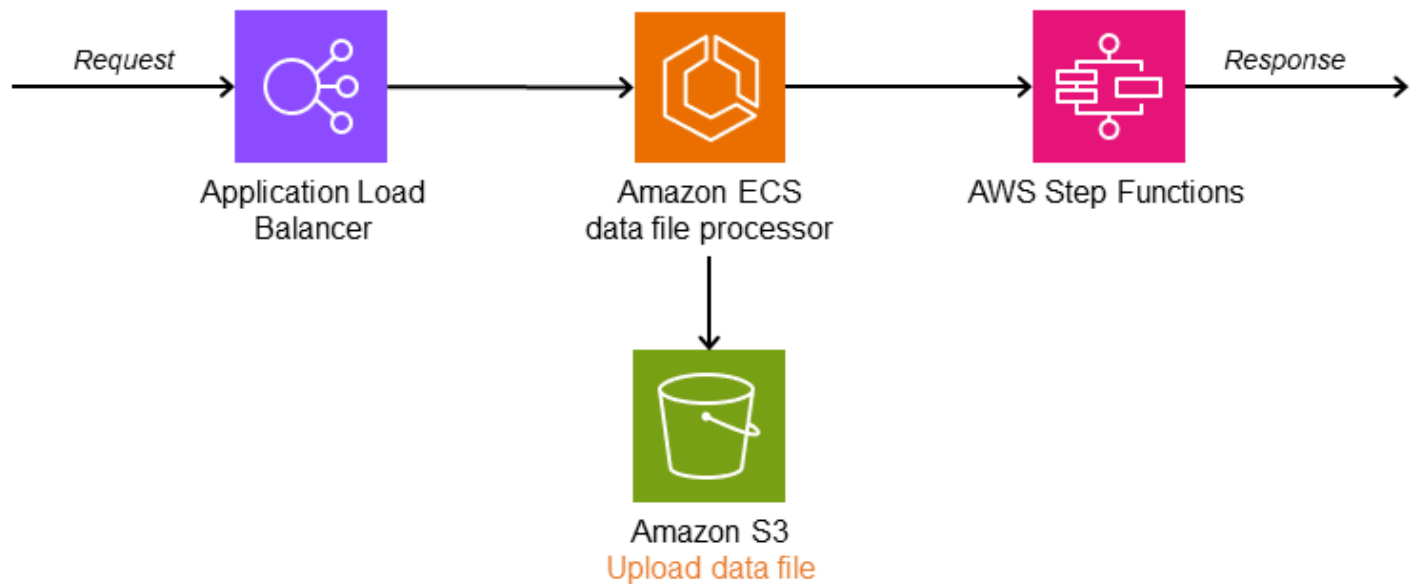 Request
Response
Application Load
Balancer
Amazon ECS
data file processor
AWS Step Functions
Amazon S3
Upload data file